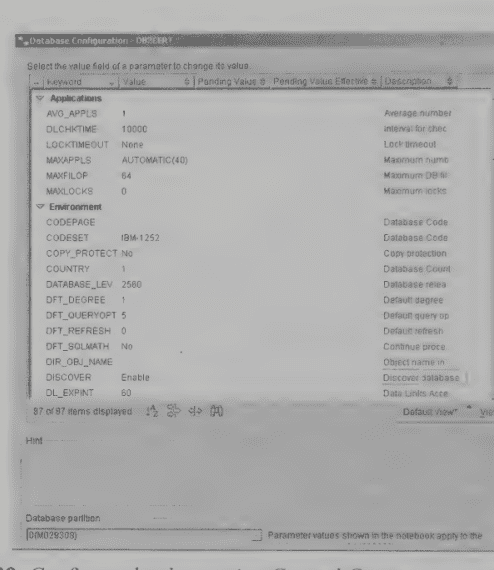 Database Configuration - DB2CERT
Select the value field of a parameter to change its value.
Keyword Value Pending Value Pending Value Effective Description
Applications
AVG_APPLS 1 Average number
DLCHKTIME 10000 Interval for chec
LOCKTIMEOUT None Lock timeout
MAXAPPLS AUTOMATIC(40) Maximum numb
MAXFILOP 64 Maximum DB fil
MAXLOCKS 0 Maximum locks
Environment
CODEPAGE Database Code
CODESET IBM-1252 Database Code
COPY_PROTECT No Copy protection
COUNTRY 1 Database Count
DATABASE_LEV 2560 Database relea
DFT_DEGREE 1 Default degree
DFT_QUERYOPT 5 Default query op
DFT_REFRESH 0 Default refresh
DFT_SQLMATH No Continue proce
DIR_OBJ_NAME Object name in
DISCOVER Enable Discover database
DL_EXPINT 60 Data Links Acce
87 of 87 items displayed Default View* View
Hint
Database partition
Parameter values shown in the notebook apply to the